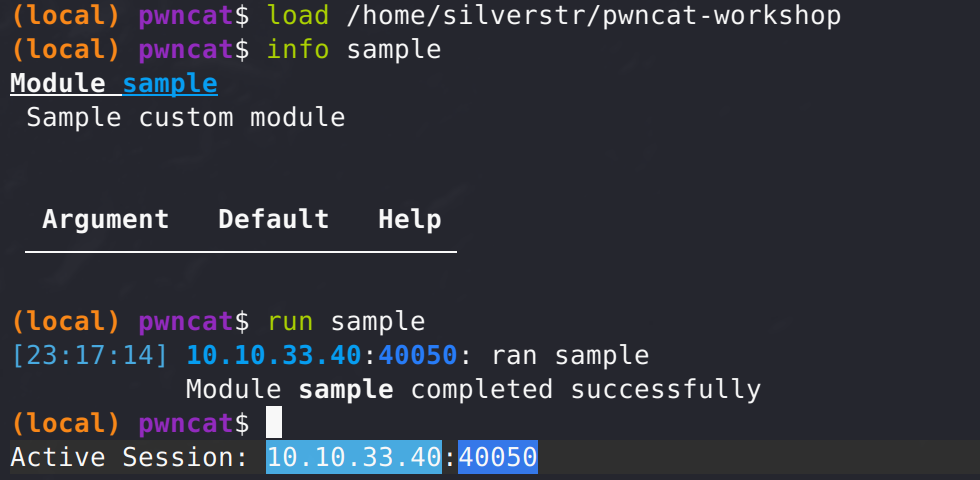 (local) pwncat$ load /home/silverstr/pwncat-workshop
(local) pwncat$ info sample
Module sample
Sample custom module
Argument Default Help
(local) pwncat$ run sample
[23:17:14] 10.10.33.40:40050: ran sample
Module sample completed successfully
(local) pwncat$
Active Session: 10.10.33.40:40050